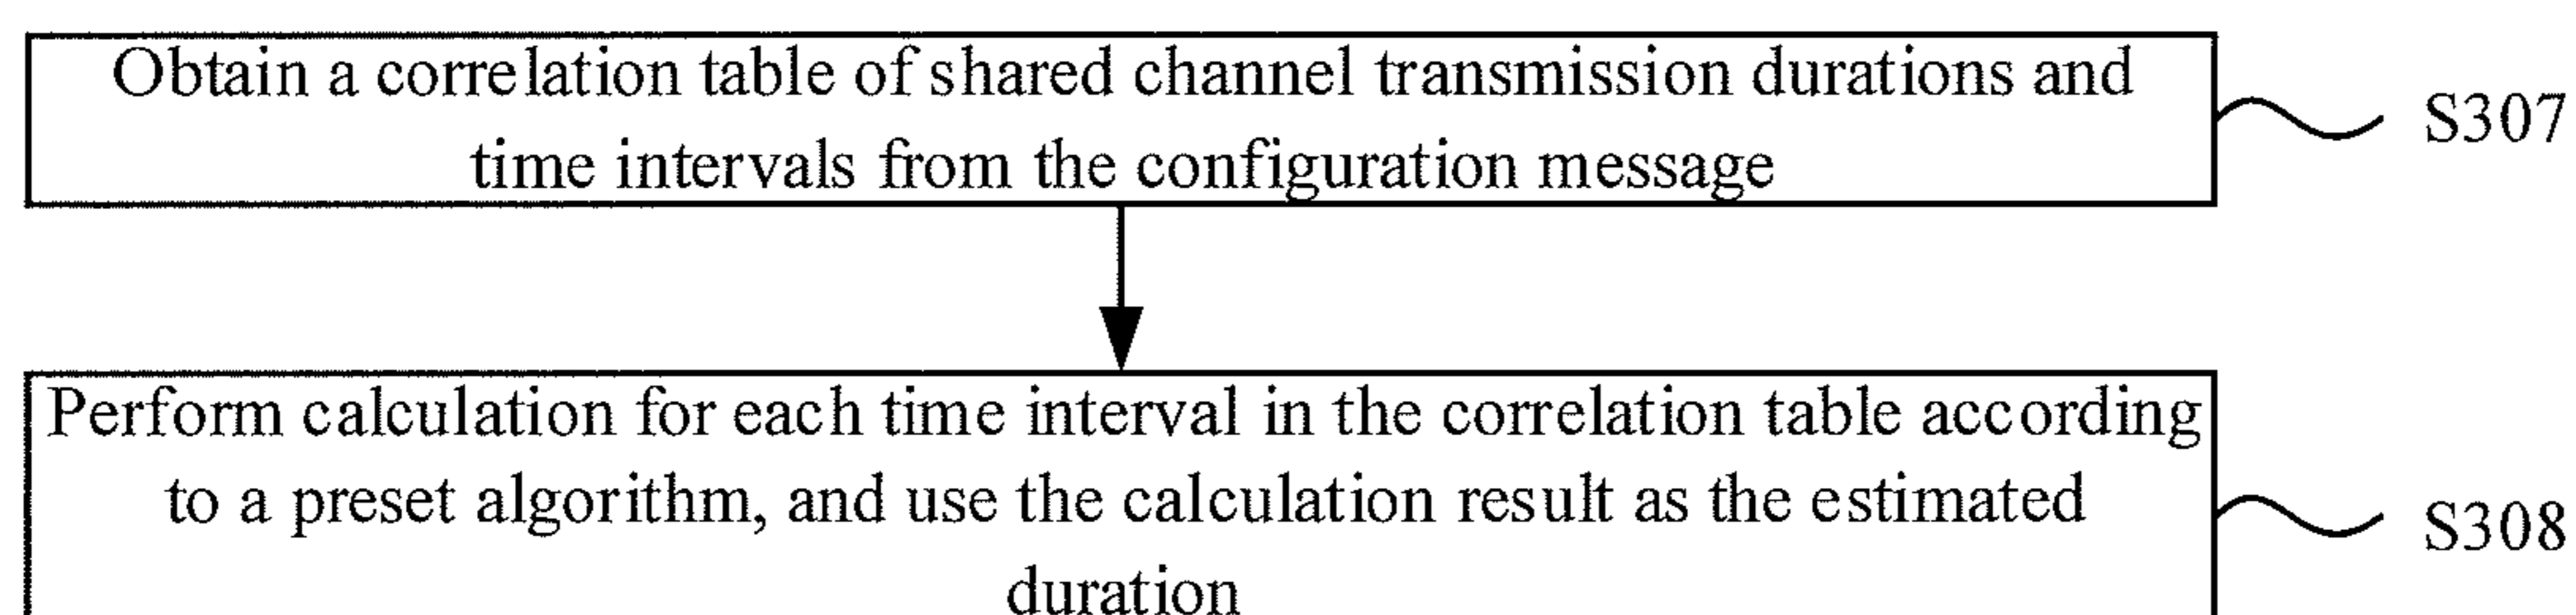 Obtain a correlation table of shared channel transmission durations and
time intervals from the configuration message
S307
Perform calculation for each time interval in the correlation table according
to a preset algorithm, and use the calculation result as the estimated
duration
S308